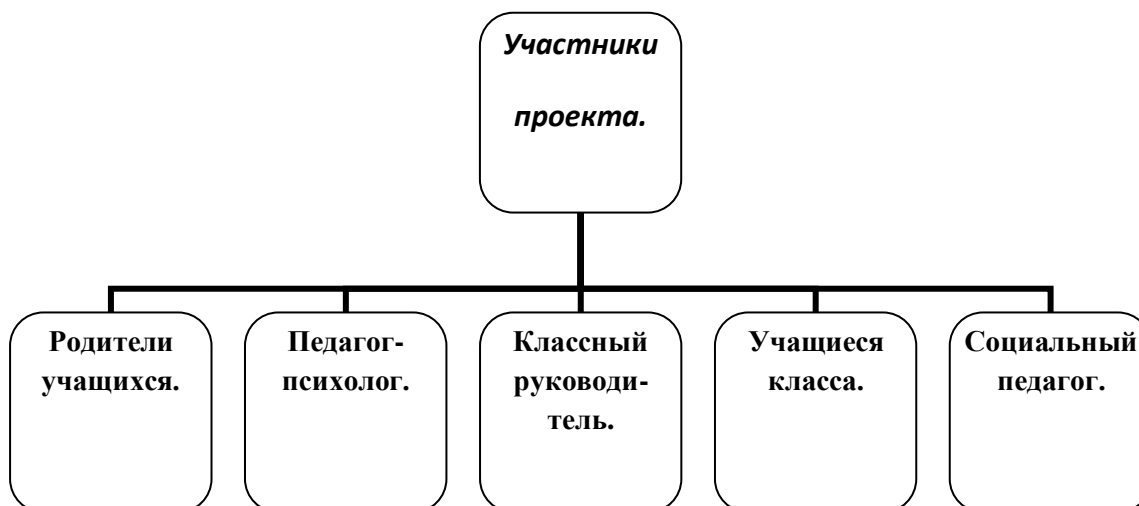 Участники
проекта.
Родители
учащихся.
Педагог-
психолог.
Классный
руководи-
тель.
Учащиеся
класса.
Социальный
педагог.